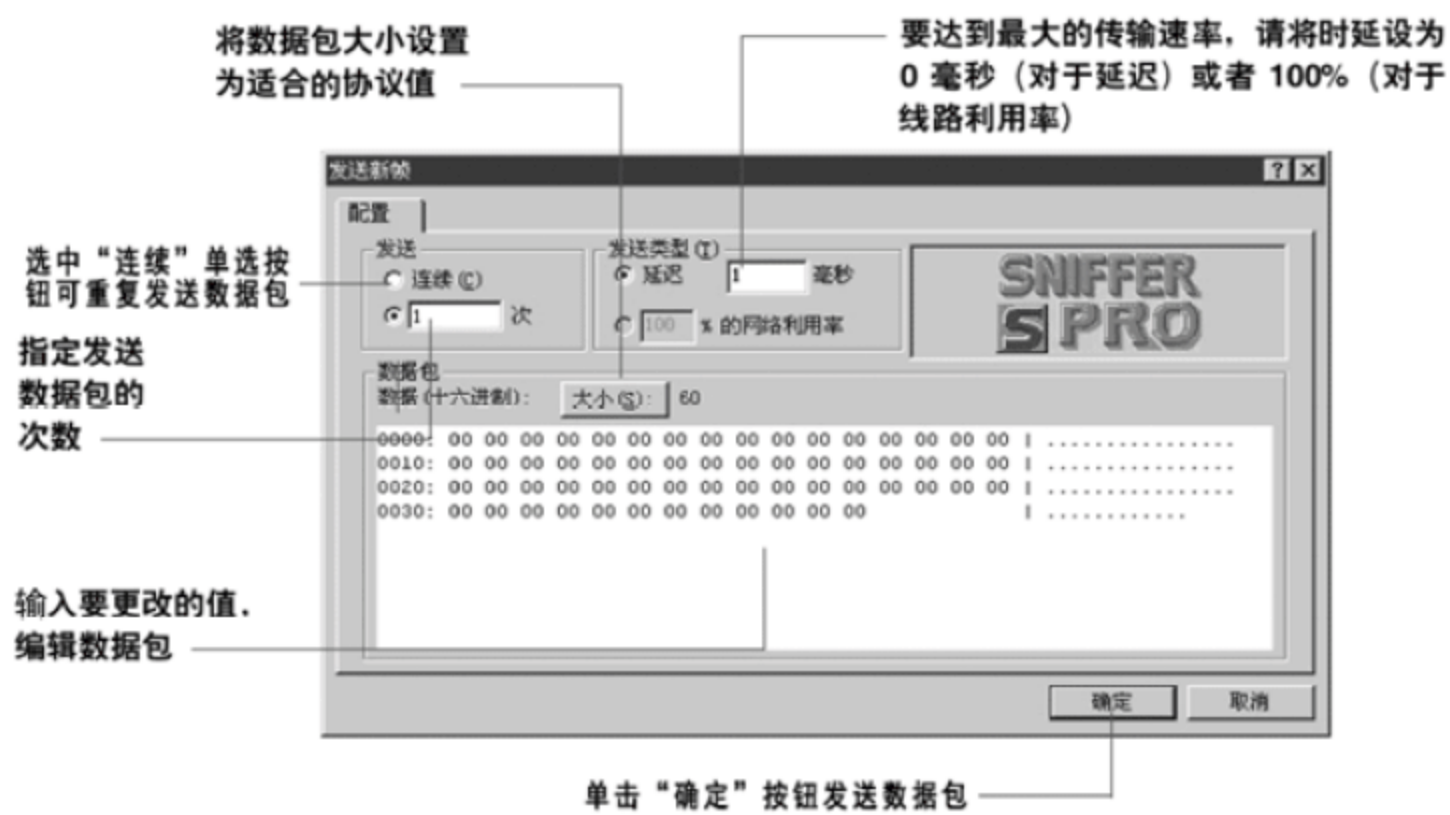 将数据包大小设置
为适合的协议值
要达到最大的传输速率，请将时延设为
0 毫秒（对于延迟）或者 100%（对于
线路利用率）
发送新帧
配置
选中“连续”单选按
钮可重复发送数据包
发送
连续(C)
1 次
发送类型(T)
延迟 1 毫秒
100 % 的网络利用率
SNIFFER
S PRO
指定发送
数据包的
次数
数据包
数据(十六进制): 大小(S): 60
0000: 00 00 00 00 00 00 00 00 00 00 00 00 00 00 00 00 | ................
0010: 00 00 00 00 00 00 00 00 00 00 00 00 00 00 00 00 | ................
0020: 00 00 00 00 00 00 00 00 00 00 00 00 00 00 00 00 | ................
0030: 00 00 00 00 00 00 00 00 00 00 00 00 | ............
输入要更改的值，
编辑数据包
确定 取消
单击“确定”按钮发送数据包